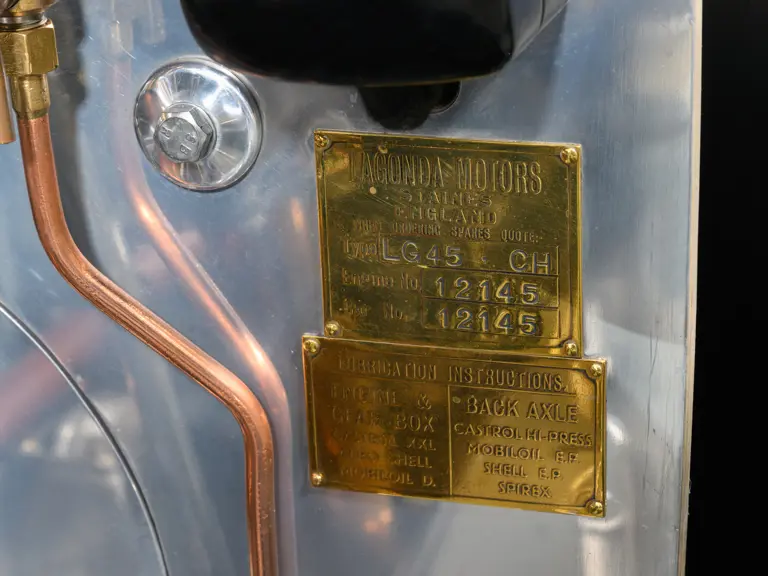 LAGONDA MOTORS
STAINES
ENGLAND
WHEN ORDERING SPARES QUOTE:-
Type LG45 CH
Engine No. 12145
Car No. 12145
LUBRICATION INSTRUCTIONS.
ENGINE &
GEAR BOX
CASTROL XXL
SHELL
MOBILOIL D.
BACK AXLE
CASTROL HI-PRESS
MOBILOIL E.P.
SHELL E.P.
SPIREX